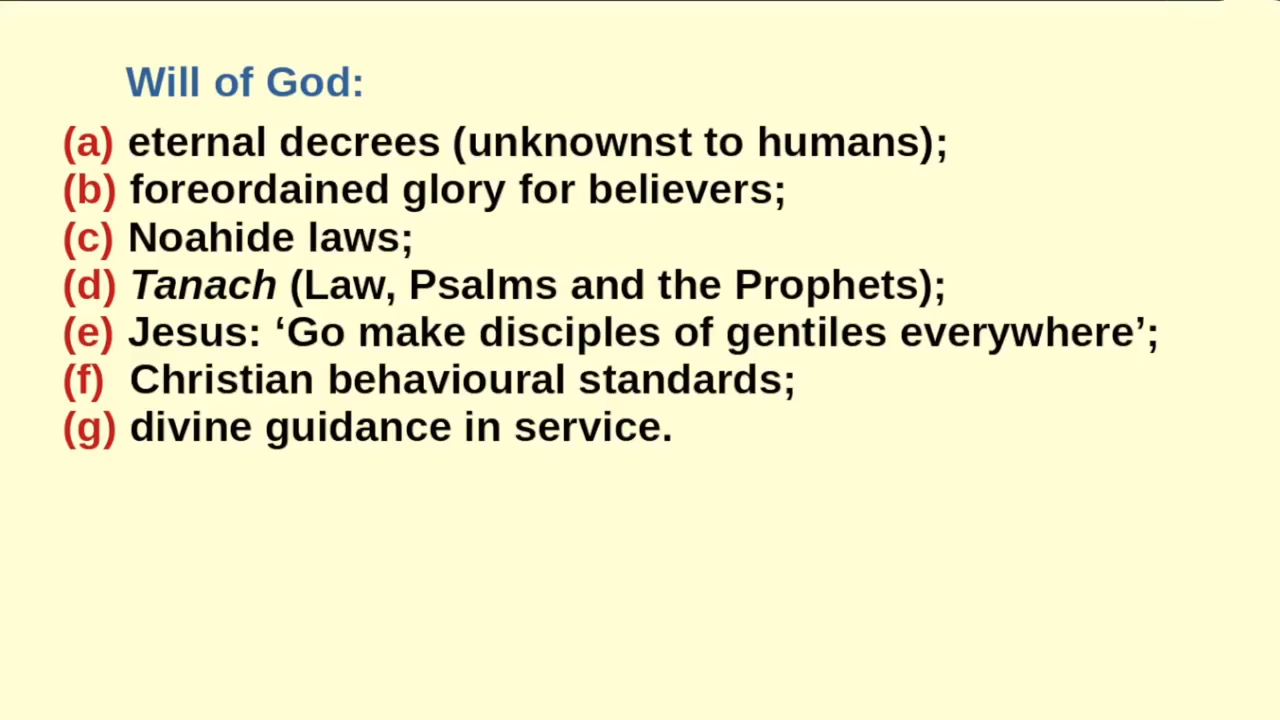 Will of God:
(a) eternal decrees (unknownst to humans);
(b) foreordained glory for believers;
(c) Noahide laws;
(d) Tanach (Law, Psalms and the Prophets);
(e) Jesus: ‘Go make disciples of gentiles everywhere’;
(f) Christian behavioural standards;
(g) divine guidance in service.